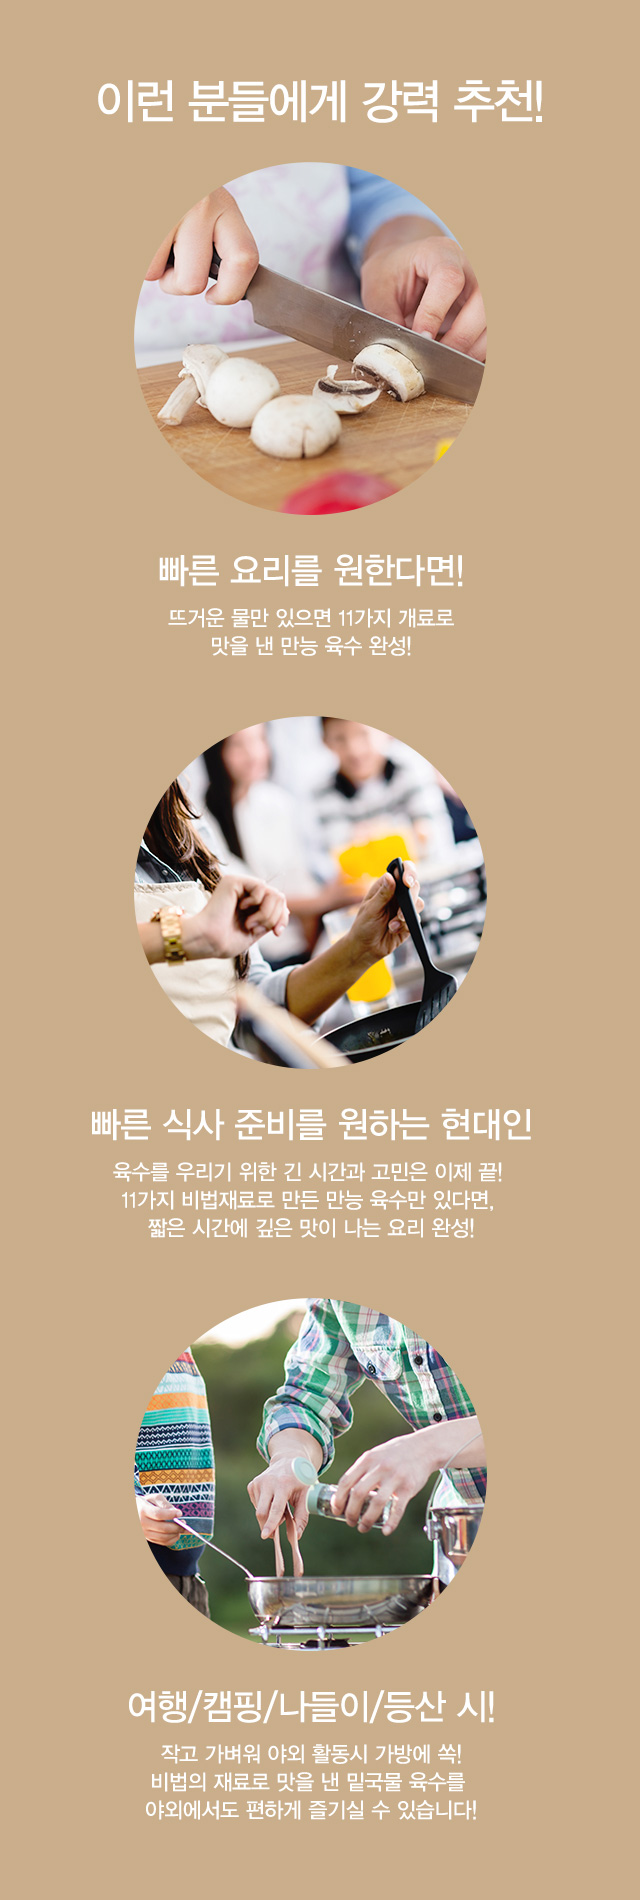 이런 분들에게 강력 추천!
빠른 요리를 원한다면!
뜨거운 물만 있으면 11가지 개료로
맛을 낸 만능 육수 완성!
빠른 식사 준비를 원하는 현대인
육수를 우리기 위한 긴 시간과 고민은 이제 끝!
11가지 비법재료로 만든 만능 육수만 있다면,
짧은 시간에 깊은 맛이 나는 요리 완성!
여행/캠핑/나들이/등산 시!
작고 가벼워 야외 활동시 가방에 쏙!
비법의 재료로 맛을 낸 밑국물 육수를
야외에서도 편하게 즐기실 수 있습니다!